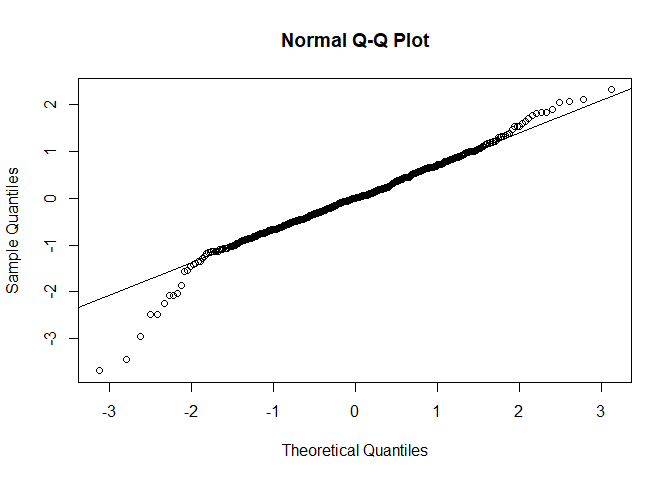 Normal Q-Q Plot
Sample Quantiles
2
1
0
-1
-2
-3
-3 -2 -1 0 1 2 3
Theoretical Quantiles